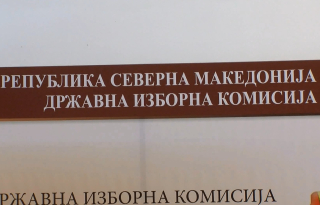 РЕПУБЛИКА СЕВЕРНА МАКЕДОНИЈА
ДРЖАВНА ИЗБОРНА КОМИСИЈА
ДРЖАВНА ИЗБОРНА КОМИСИЈА